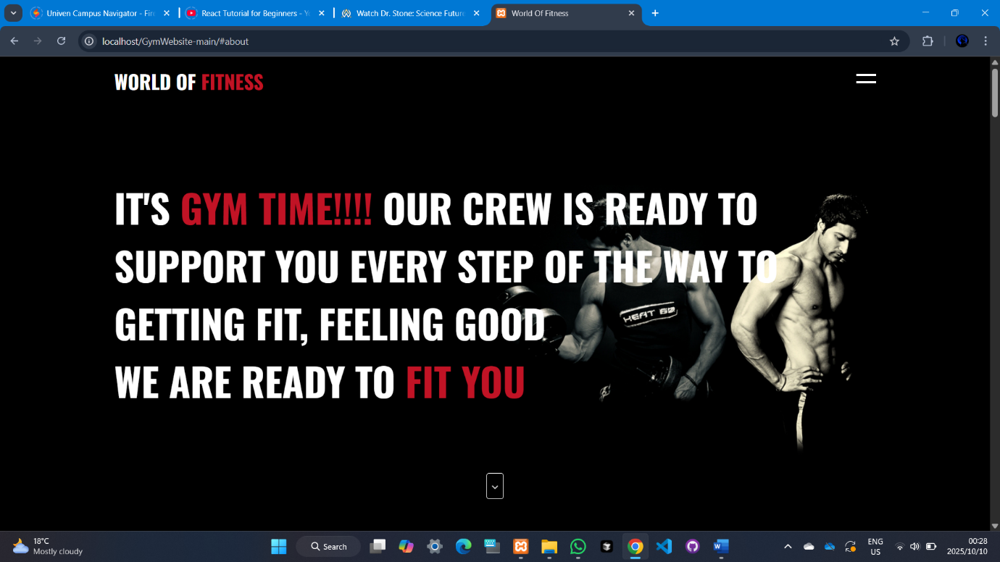 Univen Campus Navigator - Fir
React Tutorial for Beginners - Y
Watch Dr. Stone: Science Future
World Of Fitness
localhost/GymWebsite-main/#about
WORLD OF FITNESS
IT'S GYM TIME!!!! OUR CREW IS READY TO
SUPPORT YOU EVERY STEP OF THE WAY TO
GETTING FIT, FEELING GOOD
WE ARE READY TO FIT YOU
HEAT 60
18°C
Mostly cloudy
Search
ENG
US
00:28
2025/10/10